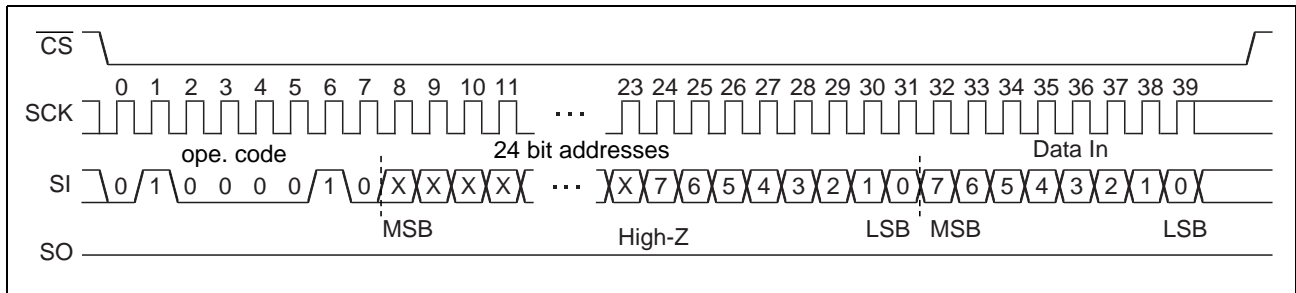 CS
0 1 2 3 4 5 6 7 8 9 10 11 23 24 25 26 27 28 29 30 31 32 33 34 35 36 37 38 39
SCK ...
ope. code 24 bit addresses Data In
SI 0 1 0 0 0 0 1 0 X X X X ... X 7 6 5 4 3 2 1 0 7 6 5 4 3 2 1 0
MSB High-Z LSB MSB LSB
SO